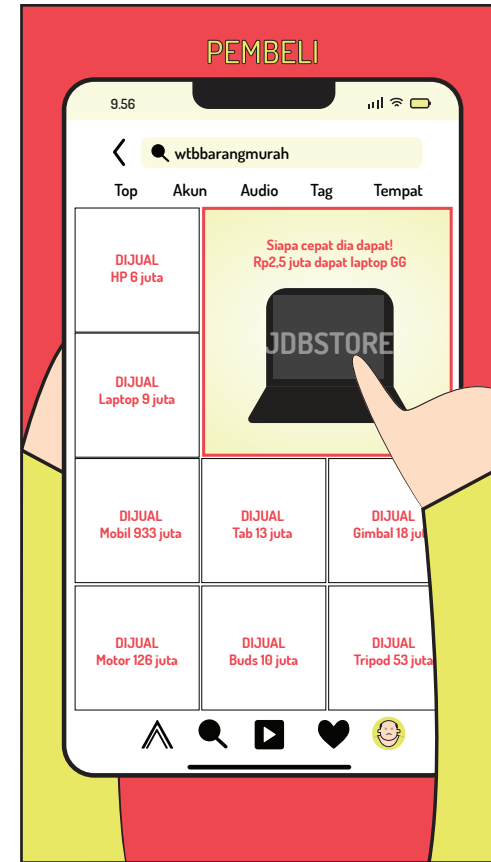 PEMBELI
9.56
wtbbarangmurah
Top Akun Audio Tag Tempat
DIJUAL
HP 6 juta
Siapa cepat dia dapat!
Rp2,5 juta dapat laptop GG
JDBSTORE
DIJUAL
Laptop 9 juta
DIJUAL
Mobil 933 juta
DIJUAL
Tab 13 juta
DIJUAL
Gimbal 18 jut
DIJUAL
Motor 126 juta
DIJUAL
Buds 10 juta
DIJUAL
Tripod 53 juta